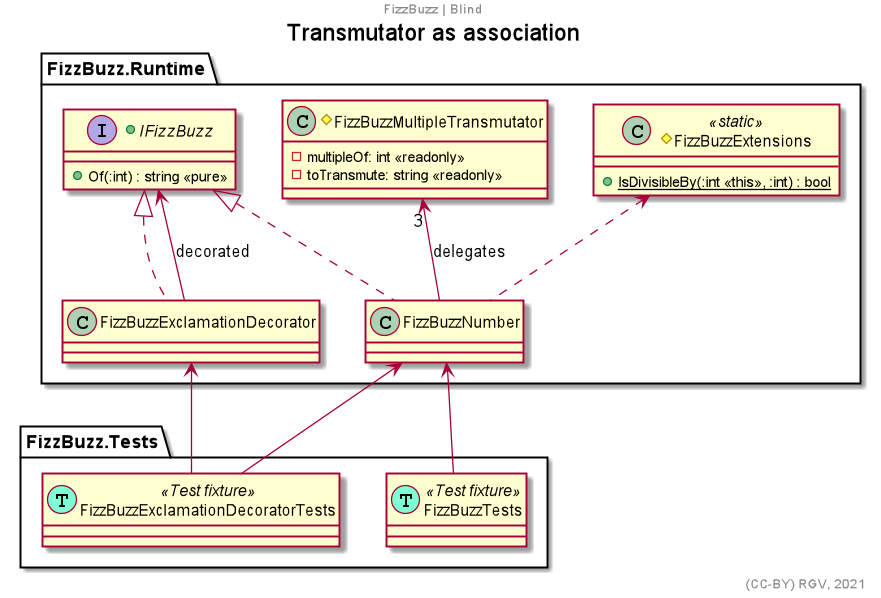 FizzBuzz | Blind
Transmutator as association
FizzBuzz.Runtime
I IFizzBuzz
Of(:int) : string «pure»
C FizzBuzzMultipleTransmutator
multipleOf: int «readonly»
toTransmute: string «readonly»
«static»
C FizzBuzzExtensions
IsDivisibleBy(:int «this», :int) : bool
3
decorated
delegates
C FizzBuzzExclamationDecorator
C FizzBuzzNumber
FizzBuzz.Tests
«Test fixture»
T FizzBuzzExclamationDecoratorTests
«Test fixture»
T FizzBuzzTests
(CC-BY) RGV, 2021